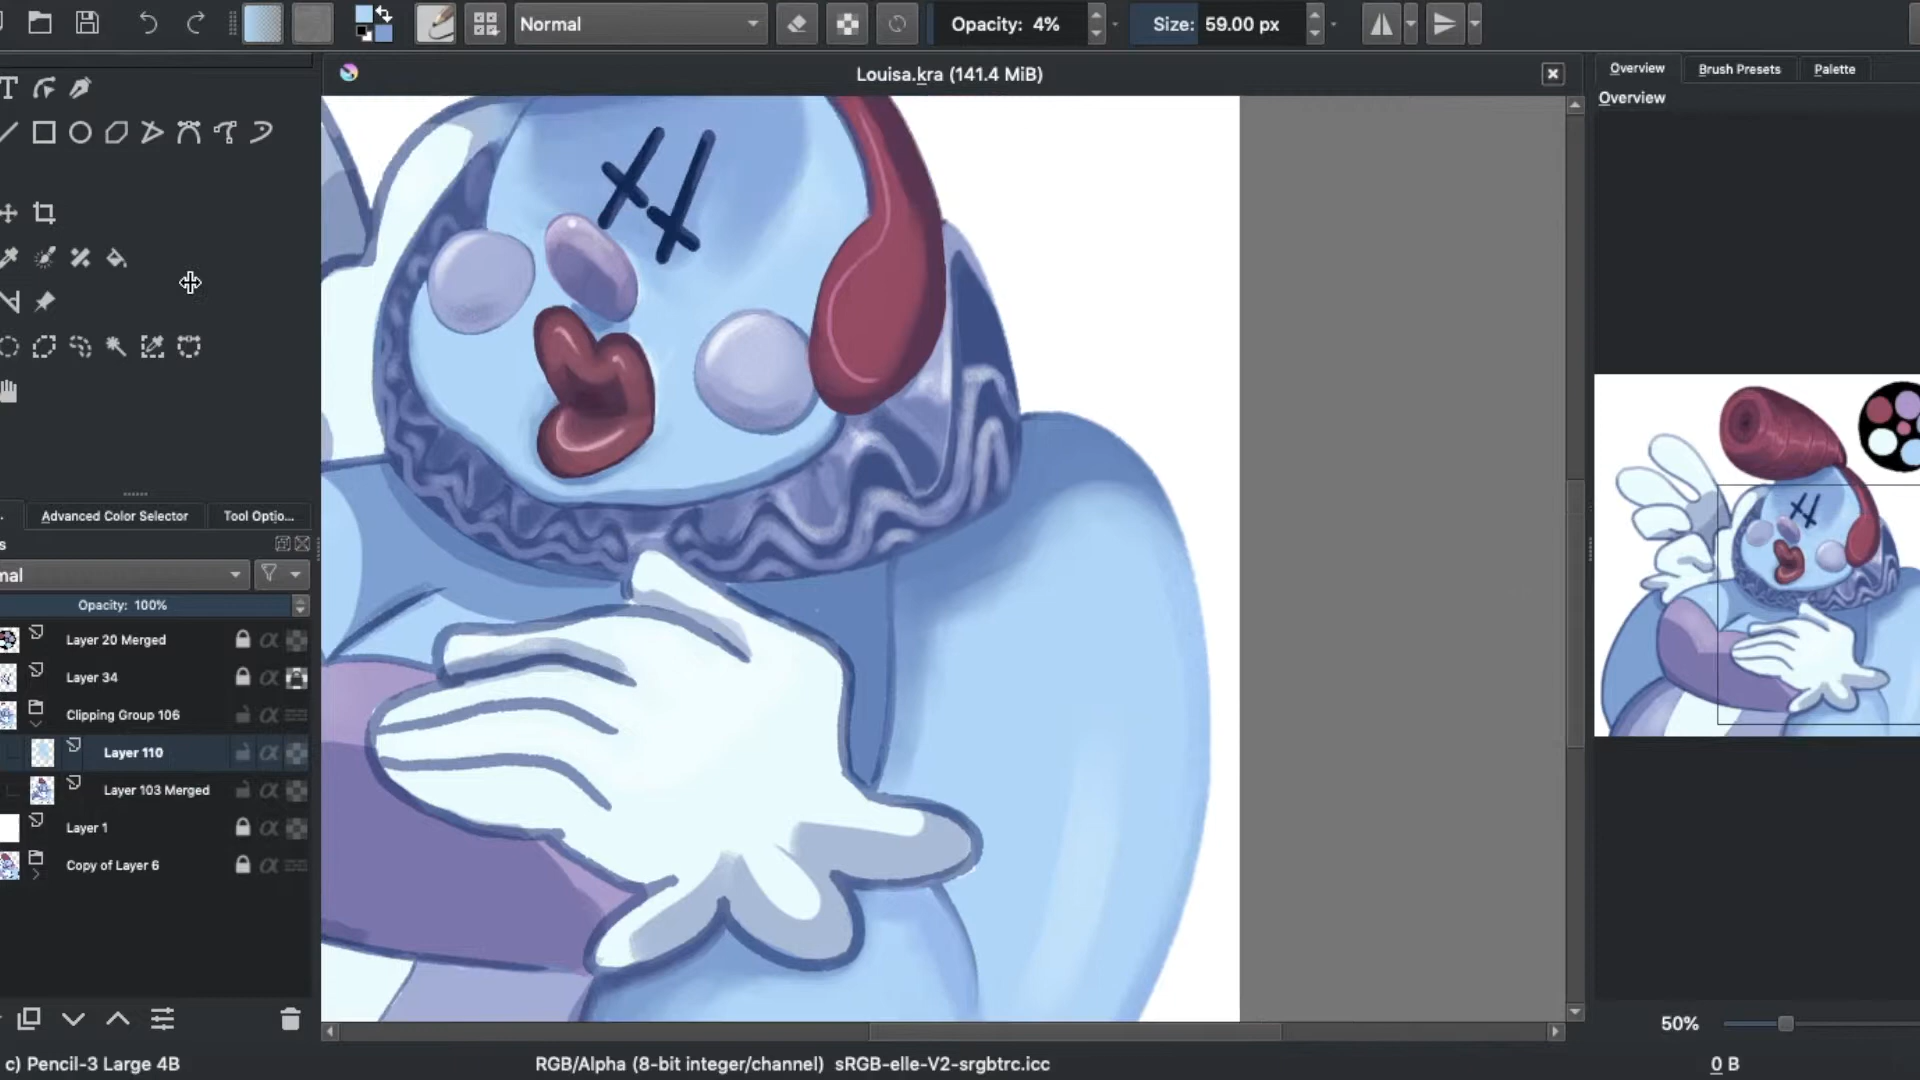 Normal
Opacity: 4%
Size: 59.00 px
Louisa.kra (141.4 MiB)
Overview
Brush Presets
Palette
Overview
Advanced Color Selector
Tool Optio...
s
nal
Opacity: 100%
Layer 20 Merged
Layer 34
Clipping Group 106
Layer 110
Layer 103 Merged
Layer 1
Copy of Layer 6
50%
c) Pencil-3 Large 4B
RGB/Alpha (8-bit integer/channel) sRGB-elle-V2-srgbtrc.icc
0 B